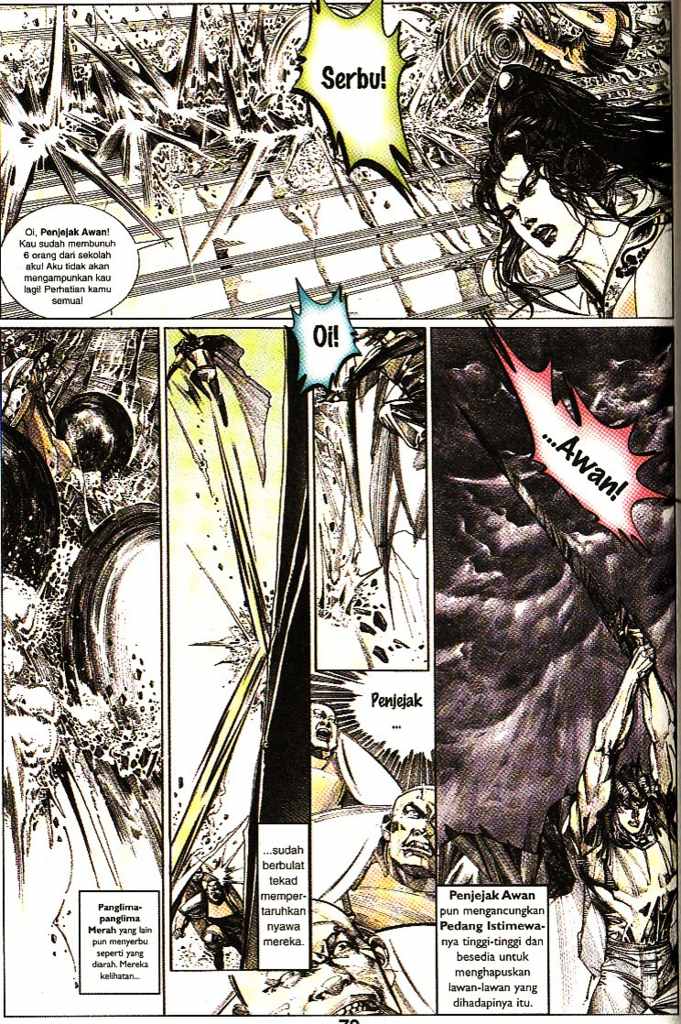 Serbu!
Oi, Penjejak Awan!
Kau sudah membunuh
6 orang dari sekolah
aku! Aku tidak akan
mengampunkan kau
lagi! Perhatian kamu
semua!
Panglima-
panglima
Merah yang lain
pun menyerbu
seperti yang
diarah. Mereka
kelihatan...
...sudah
berbulat
tekad
memper-
taruhkan
nyawa
mereka.
Oi!
Penjejak
...
...Awan!
Penjejak Awan
pun mengancungkan
Pedang Istimewa-
nya tinggi-tinggi dan
besedia untuk
menghapuskan
lawan-lawan yang
dihadapinya itu.